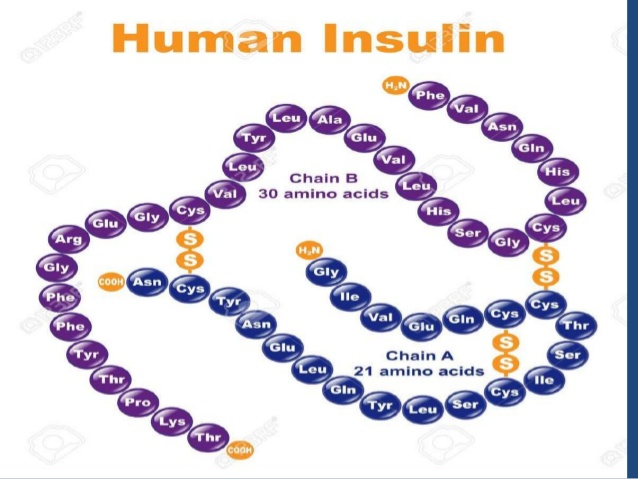 Human Insulin
H₂N
Phe
Val
Asn
Gln
His
Leu
Cys
Gly
Ser
His
Leu
Val
Glu
Ala
Leu
Tyr
Leu
Val
Cys
Gly
Glu
Arg
Gly
Phe
Phe
Tyr
Thr
Pro
Lys
Thr
COOH
Chain B
30 amino acids
S
S
S
S
H₂N
Gly
Ile
Val
Glu
Gln
Cys
Cys
Thr
Ser
Ile
Cys
Ser
Leu
Tyr
Gln
Leu
Glu
Asn
Tyr
Cys
Asn
COOH
S
S
Chain A
21 amino acids